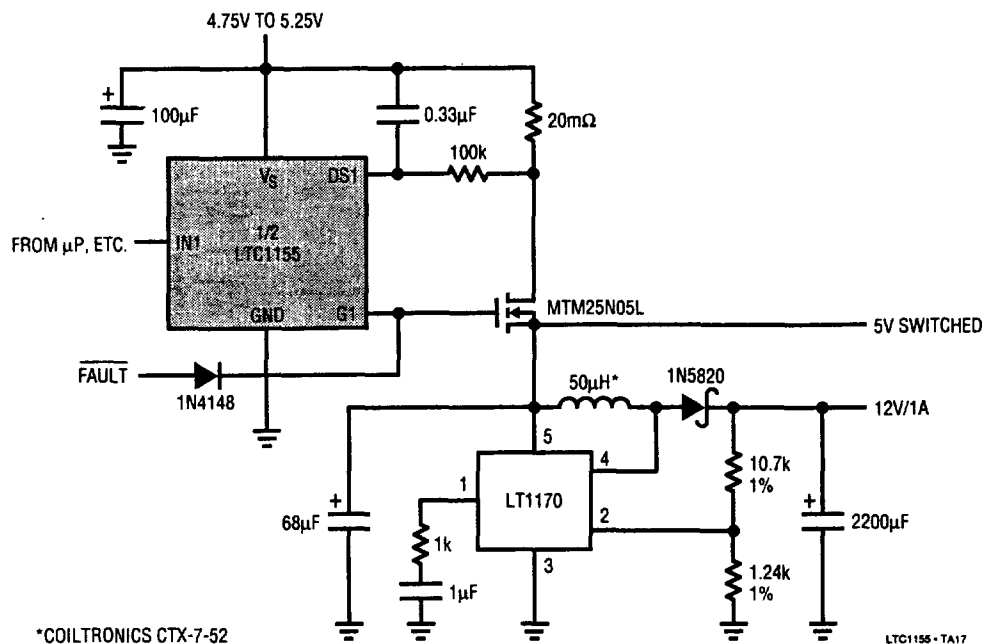 4.75V TO 5.25V
+
100µF
0.33µF
20mΩ
100k
VS
DS1
FROM µP, ETC.
IN1
1/2
LTC1155
GND
G1
MTM25N05L
5V SWITCHED
FAULT
1N4148
50µH*
1N5820
12V/1A
5
4
1
LT1170
2
3
10.7k
1%
+
68µF
1k
1µF
+
2200µF
1.24k
1%
*COILTRONICS CTX-7-52
LTC1155 • TA17